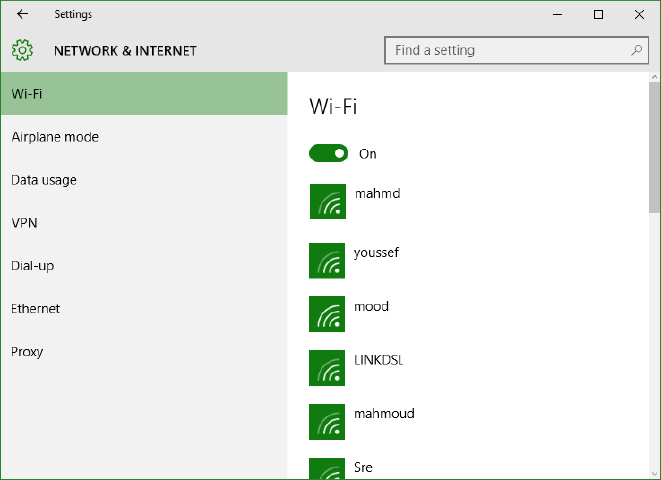 Settings
NETWORK & INTERNET
Find a setting
Wi-Fi
Airplane mode
Data usage
VPN
Dial-up
Ethernet
Proxy
Wi-Fi
On
mahmd
youssef
mood
LINKDSL
mahmoud
Sre